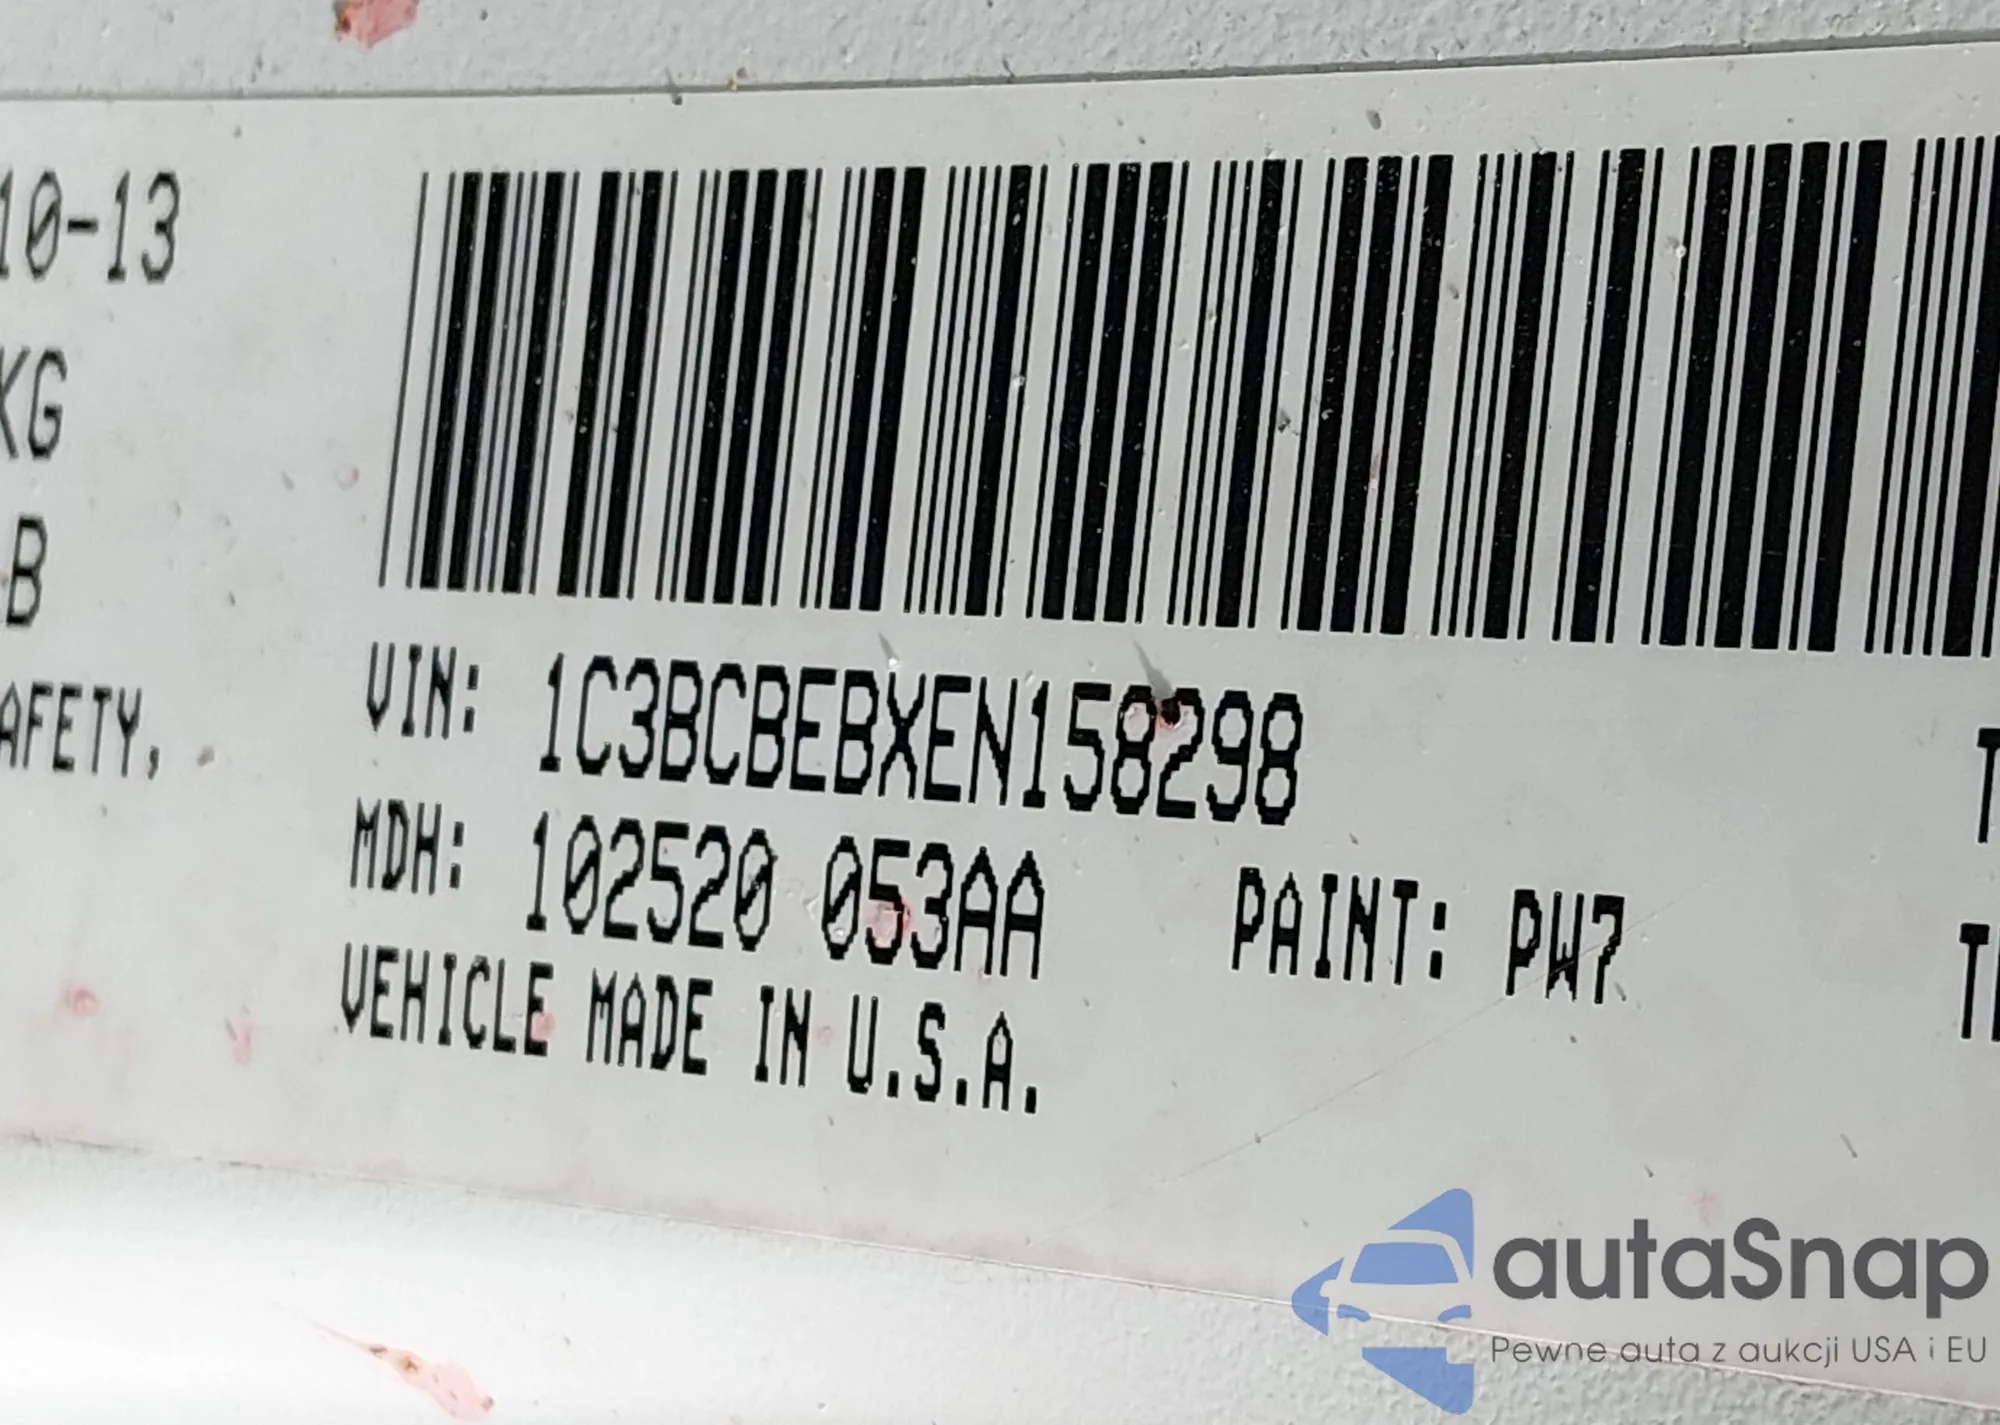 10-13
KG
B
AFETY,
VIN: 1C3BCBEBXEN158298
MDH: 102520 053AA PAINT: PW7
VEHICLE MADE IN U.S.A.
autaSnap
Pewne auta z aukcji USA i EU